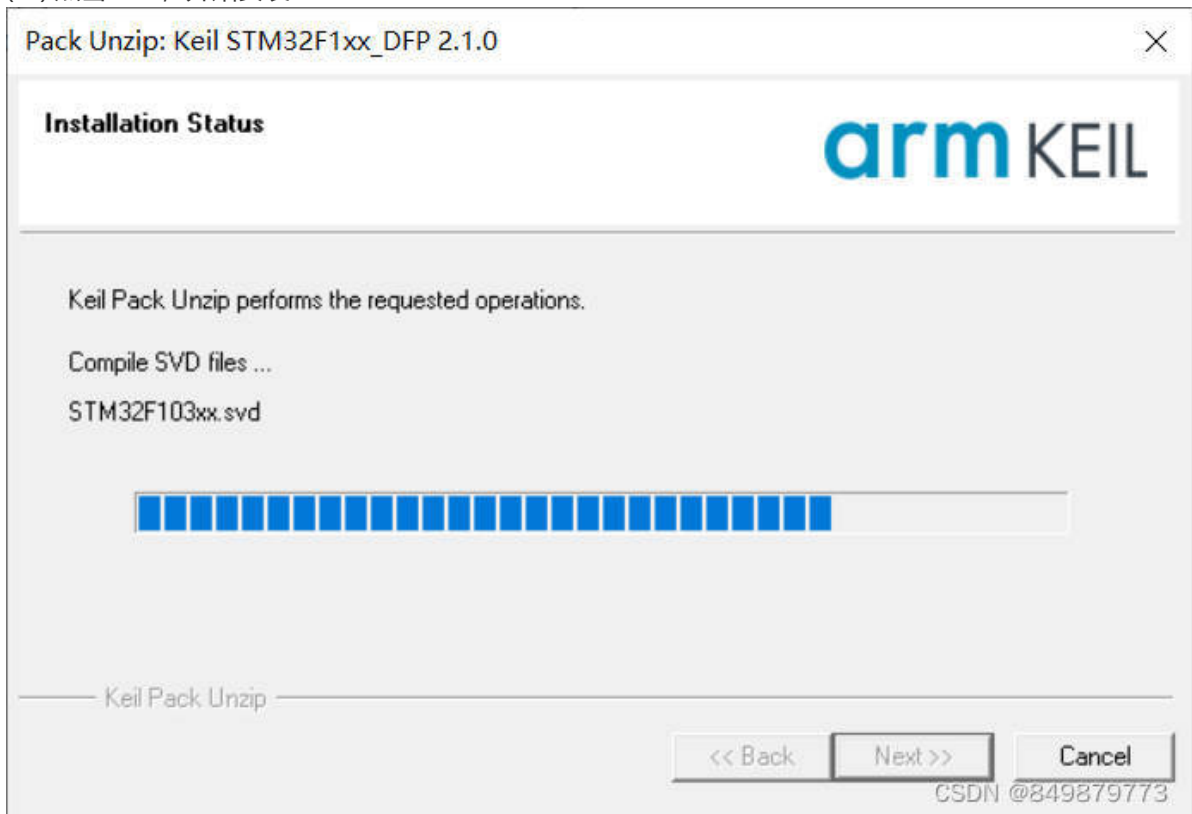 Pack Unzip: Keil STM32F1xx_DFP 2.1.0
Installation Status
arm KEIL
Keil Pack Unzip performs the requested operations.
Compile SVD files ...
STM32F103xx.svd
Keil Pack Unzip
<< Back Next >> Cancel
CSDN @849879773